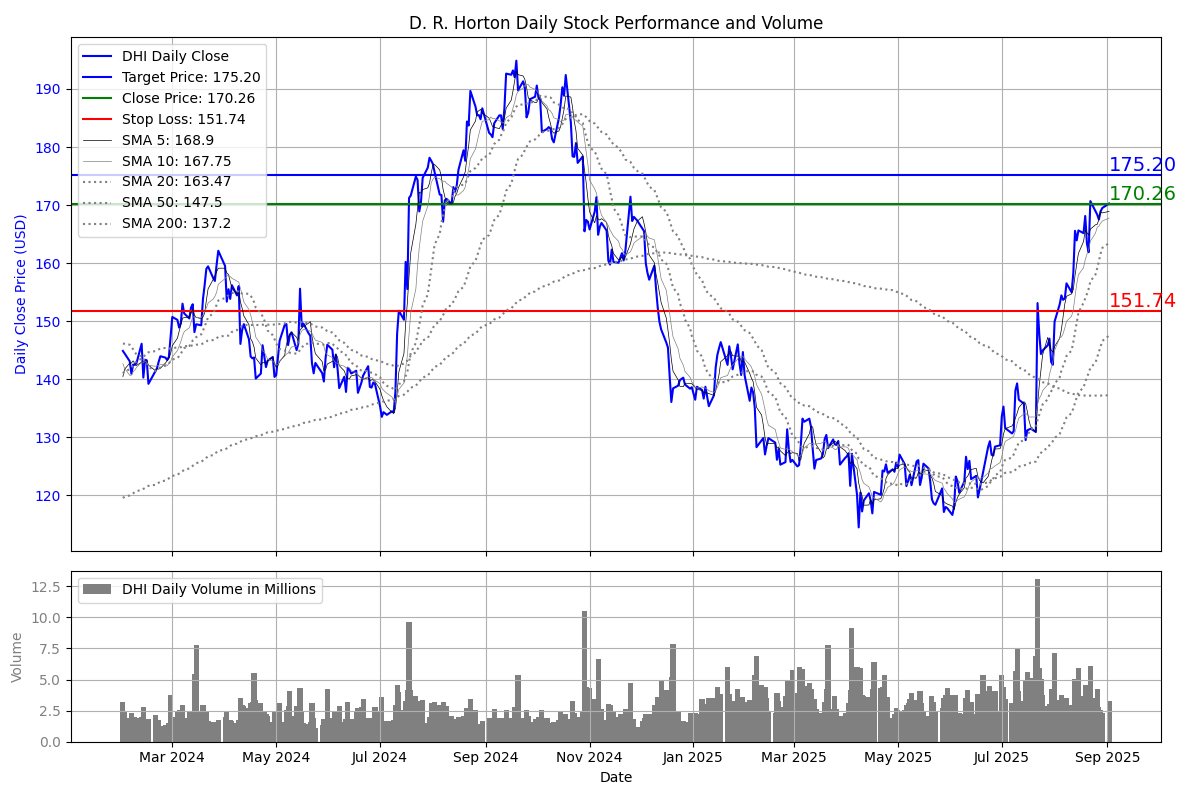 D. R. Horton Daily Stock Performance and Volume
DHI Daily Close
Target Price: 175.20
Close Price: 170.26
Stop Loss: 151.74
SMA 5: 168.9
SMA 10: 167.75
SMA 20: 163.47
SMA 50: 147.5
SMA 200: 137.2
190
180
170
160
150
140
130
120
Daily Close Price (USD)
175.20
170.26
151.74
DHI Daily Volume in Millions
12.5
10.0
7.5
5.0
2.5
0.0
Volume
Mar 2024
May 2024
Jul 2024
Sep 2024
Nov 2024
Jan 2025
Mar 2025
May 2025
Jul 2025
Sep 2025
Date